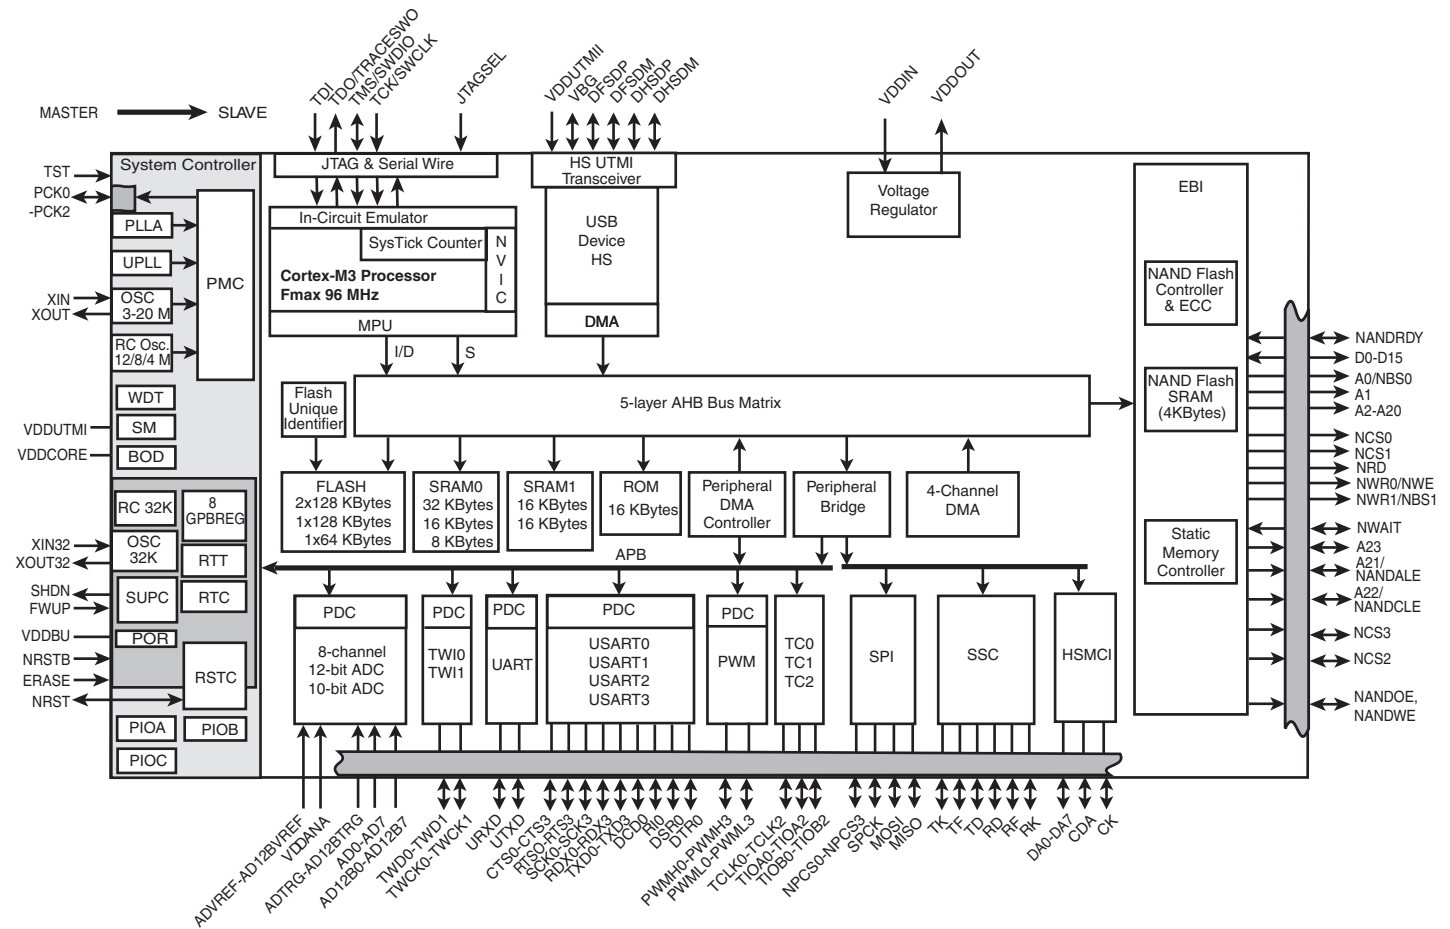 MASTER
SLAVE
TDI
TDO/TRACESWO
TMS/SWDIO
TCK/SWCLK
JTAGSEL
VDDUTMII
VBG
DFSDP
DFSDM
DHSDP
DHSDM
VDDIN
VDDOUT
TST
PCK0
-PCK2
XIN
XOUT
VDDUTMI
VDDCORE
XIN32
XOUT32
SHDN
FWUP
VDDBU
NRSTB
ERASE
NRST
System Controller
PLLA
UPLL
OSC
3-20 M
RC Osc.
12/8/4 M
PMC
WDT
SM
BOD
RC 32K
8
GPBREG
OSC
32K
RTT
SUPC
RTC
POR
RSTC
PIOA
PIOB
PIOC
JTAG & Serial Wire
In-Circuit Emulator
SysTick Counter
N
V
I
C
Cortex-M3 Processor
Fmax 96 MHz
MPU
I/D
S
HS UTMI
Transceiver
USB
Device
HS
DMA
Voltage
Regulator
Flash
Unique
Identifier
5-layer AHB Bus Matrix
FLASH
2x128 KBytes
1x128 KBytes
1x64 KBytes
SRAM0
32 KBytes
16 KBytes
8 KBytes
SRAM1
16 KBytes
16 KBytes
ROM
16 KBytes
Peripheral
DMA
Controller
Peripheral
Bridge
4-Channel
DMA
APB
PDC
8-channel
12-bit ADC
10-bit ADC
PDC
TWI0
TWI1
PDC
UART
PDC
USART0
USART1
USART2
USART3
PDC
PWM
TC0
TC1
TC2
SPI
SSC
HSMCI
EBI
NAND Flash
Controller
& ECC
NAND Flash
SRAM
(4KBytes)
Static
Memory
Controller
NANDRDY
D0-D15
A0/NBS0
A1
A2-A20
NCS0
NCS1
NRD
NWR0/NWE
NWR1/NBS1
NWAIT
A23
A21/
NANDALE
A22/
NANDCLE
NCS3
NCS2
NANDOE,
NANDWE
ADVREF-AD12BVREF
VDDANA
ADTRG-AD12BTRG
AD0-AD7
AD12B0-AD12B7
TWD0-TWD1
TWCK0-TWCK1
URXD
UTXD
CTS0-CTS3
RTS0-RTS3
SCK0-SCK3
RDX0-RDX3
TXD0-TXD3
DCD0
RI0
DSR0
DTR0
PWMH0-PWMH3
PWML0-PWML3
TCLK0-TCLK2
TIOA0-TIOA2
TIOB0-TIOB2
NPCS0-NPCS3
SPCK
MOSI
MISO
TK
TF
TD
RD
RF
RK
DA0-DA7
CDA
CK